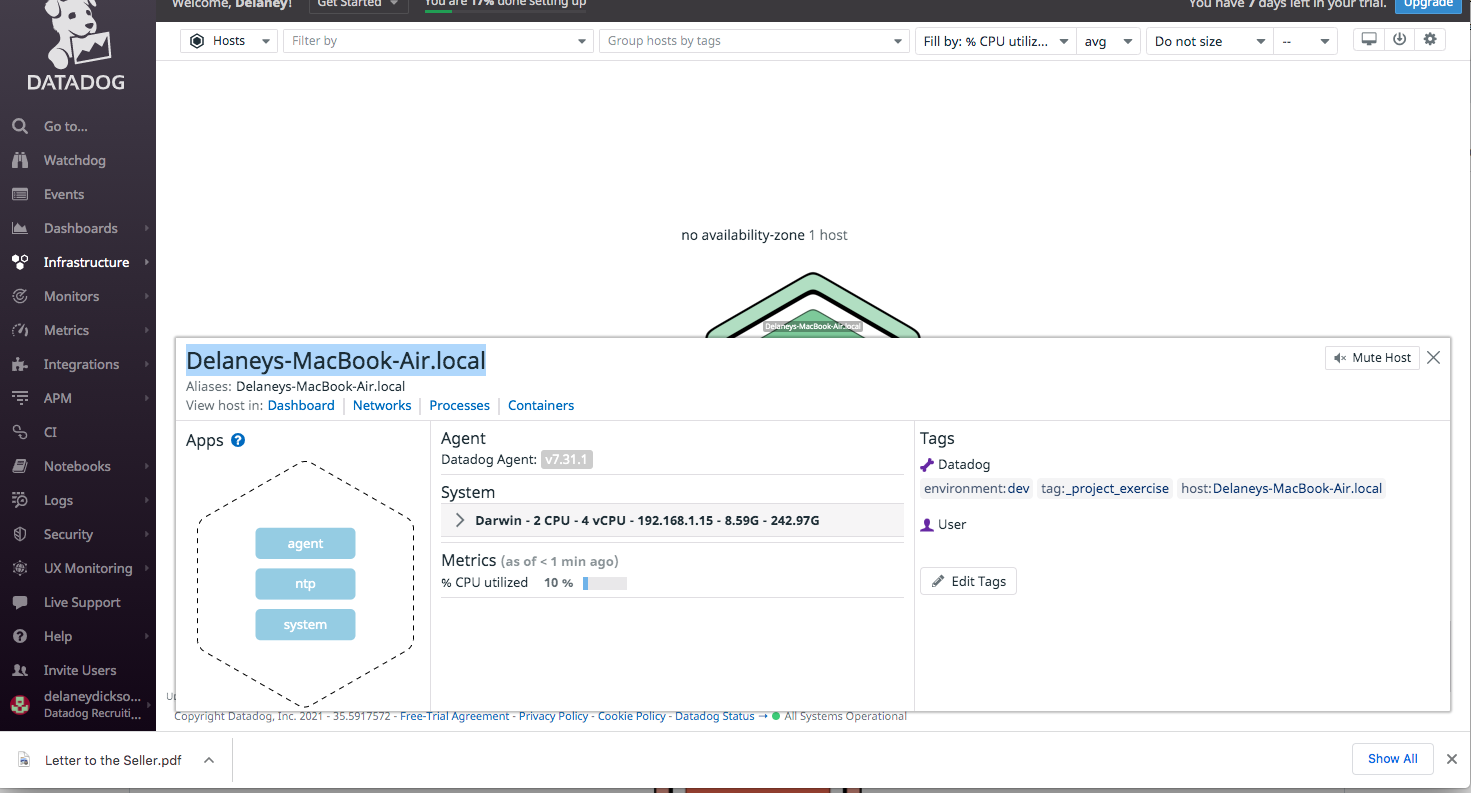 Welcome, Delaney!
Get Started
You are 17% done setting up
You have 7 days left in your trial.
Upgrade
DATADOG
Hosts
Filter by
Group hosts by tags
Fill by: % CPU utiliz...
avg
Do not size
--
Go to...
Watchdog
Events
Dashboards
Infrastructure
Monitors
Metrics
Integrations
APM
CI
Notebooks
Logs
Security
UX Monitoring
Live Support
Help
Invite Users
delaneydickso...
Datadog Recruiti...
no availability-zone 1 host
Delaneys-MacBook-Air.local
Delaneys-MacBook-Air.local
Mute Host
Aliases: Delaneys-MacBook-Air.local
View host in: Dashboard | Networks | Processes | Containers
Apps ?
agent
ntp
system
Agent
Datadog Agent: v7.31.1
System
Darwin - 2 CPU - 4 vCPU - 192.168.1.15 - 8.59G - 242.97G
Metrics (as of < 1 min ago)
% CPU utilized 10 %
Tags
Datadog
environment:dev tag:_project_exercise host:Delaneys-MacBook-Air.local
User
Edit Tags
Copyright Datadog, Inc. 2021 - 35.5917572 - Free-Trial Agreement - Privacy Policy - Cookie Policy - Datadog Status → All Systems Operational
Letter to the Seller.pdf
Show All